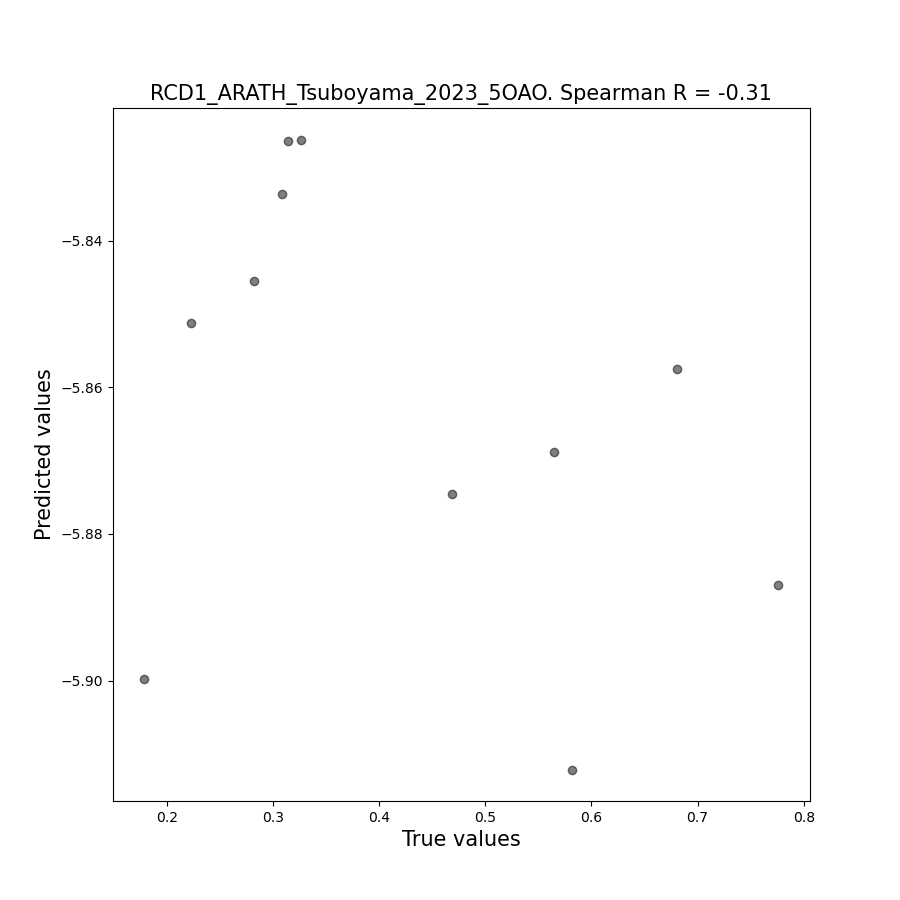 RCD1_ARATH_Tsuboyama_2023_5OAO. Spearman R = -0.31
−5.84
−5.86
−5.88
−5.90
Predicted values
0.2 0.3 0.4 0.5 0.6 0.7 0.8
True values